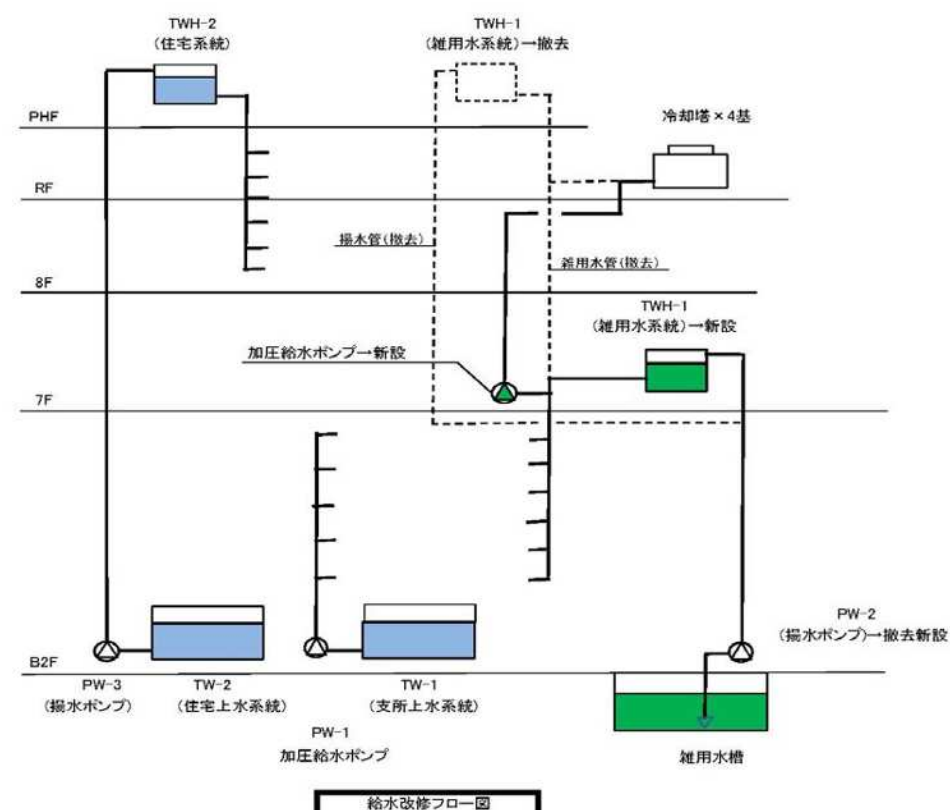 TWH-2
(住宅系統)
TWH-1
(雑用水系統)→撤去
PHF
冷却塔×4基
RF
揚水管(撤去)
雑用水管(撤去)
8F
TWH-1
(雑用水系統)→新設
加圧給水ポンプ→新設
7F
PW-2
(揚水ポンプ)→撤去新設
B2F
PW-3
(揚水ポンプ)
TW-2
(住宅上水系統)
TW-1
(支所上水系統)
PW-1
加圧給水ポンプ
雑用水槽
給水改修フロー図